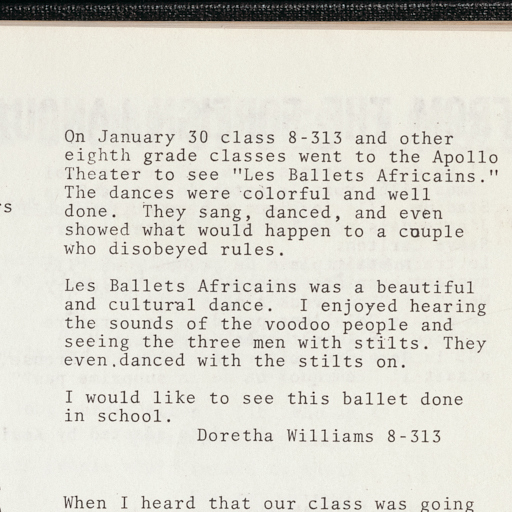 On January 30 class 8-313 and other
eighth grade classes went to the Apollo
Theater to see "Les Ballets Africains."
The dances were colorful and well
done. They sang, danced, and even
showed what would happen to a couple
who disobeyed rules.
Les Ballets Africains was a beautiful
and cultural dance. I enjoyed hearing
the sounds of the voodoo people and
seeing the three men with stilts. They
even danced with the stilts on.
I would like to see this ballet done
in school.
Doretha Williams 8-313
When I heard that our class was going